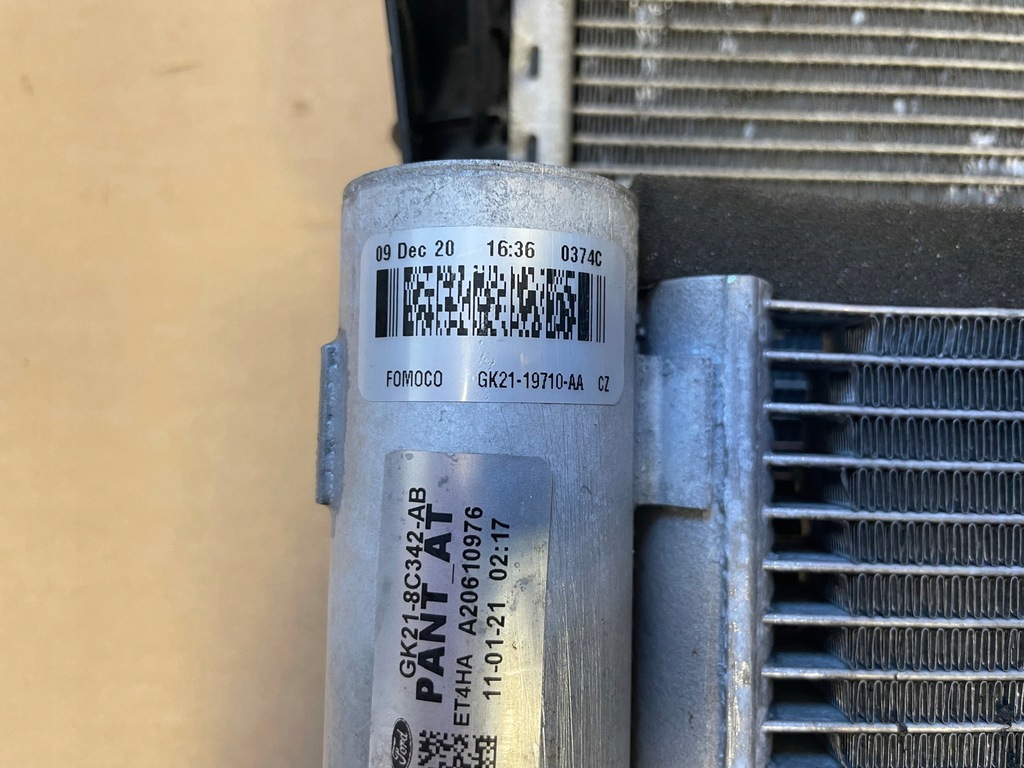 09 Dec 20 16:36 0374C
FOMOCO GK21-19710-AA CZ
GK21-8C342-AB
PANT_AT
ET4HA A20610976
11-01-21 02:17
Ford